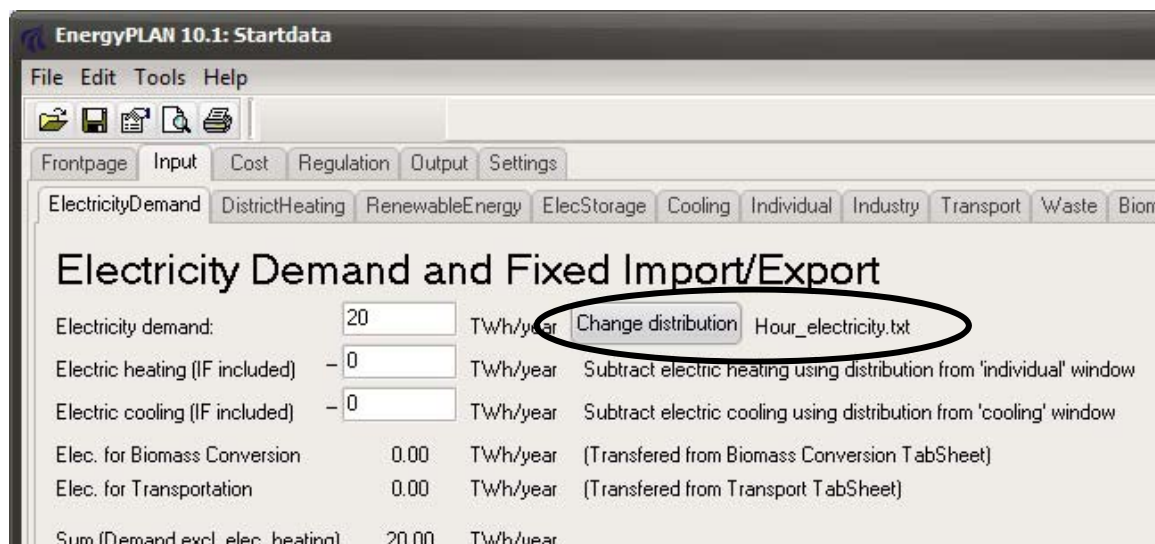 EnergyPLAN 10.1: Startdata
File Edit Tools Help
Frontpage Input Cost Regulation Output Settings
ElectricityDemand DistrictHeating RenewableEnergy ElecStorage Cooling Individual Industry Transport Waste Biom
Electricity Demand and Fixed Import/Export
Electricity demand: 20 TWh/year Change distribution Hour_electricity.txt
Electric heating (IF included) - 0 TWh/year Subtract electric heating using distribution from 'individual' window
Electric cooling (IF included) - 0 TWh/year Subtract electric cooling using distribution from 'cooling' window
Elec. for Biomass Conversion 0.00 TWh/year (Transfered from Biomass Conversion TabSheet)
Elec. for Transportation 0.00 TWh/year (Transfered from Transport TabSheet)
Sum (Demand excl. elec. heating) 20.00 TWh/year